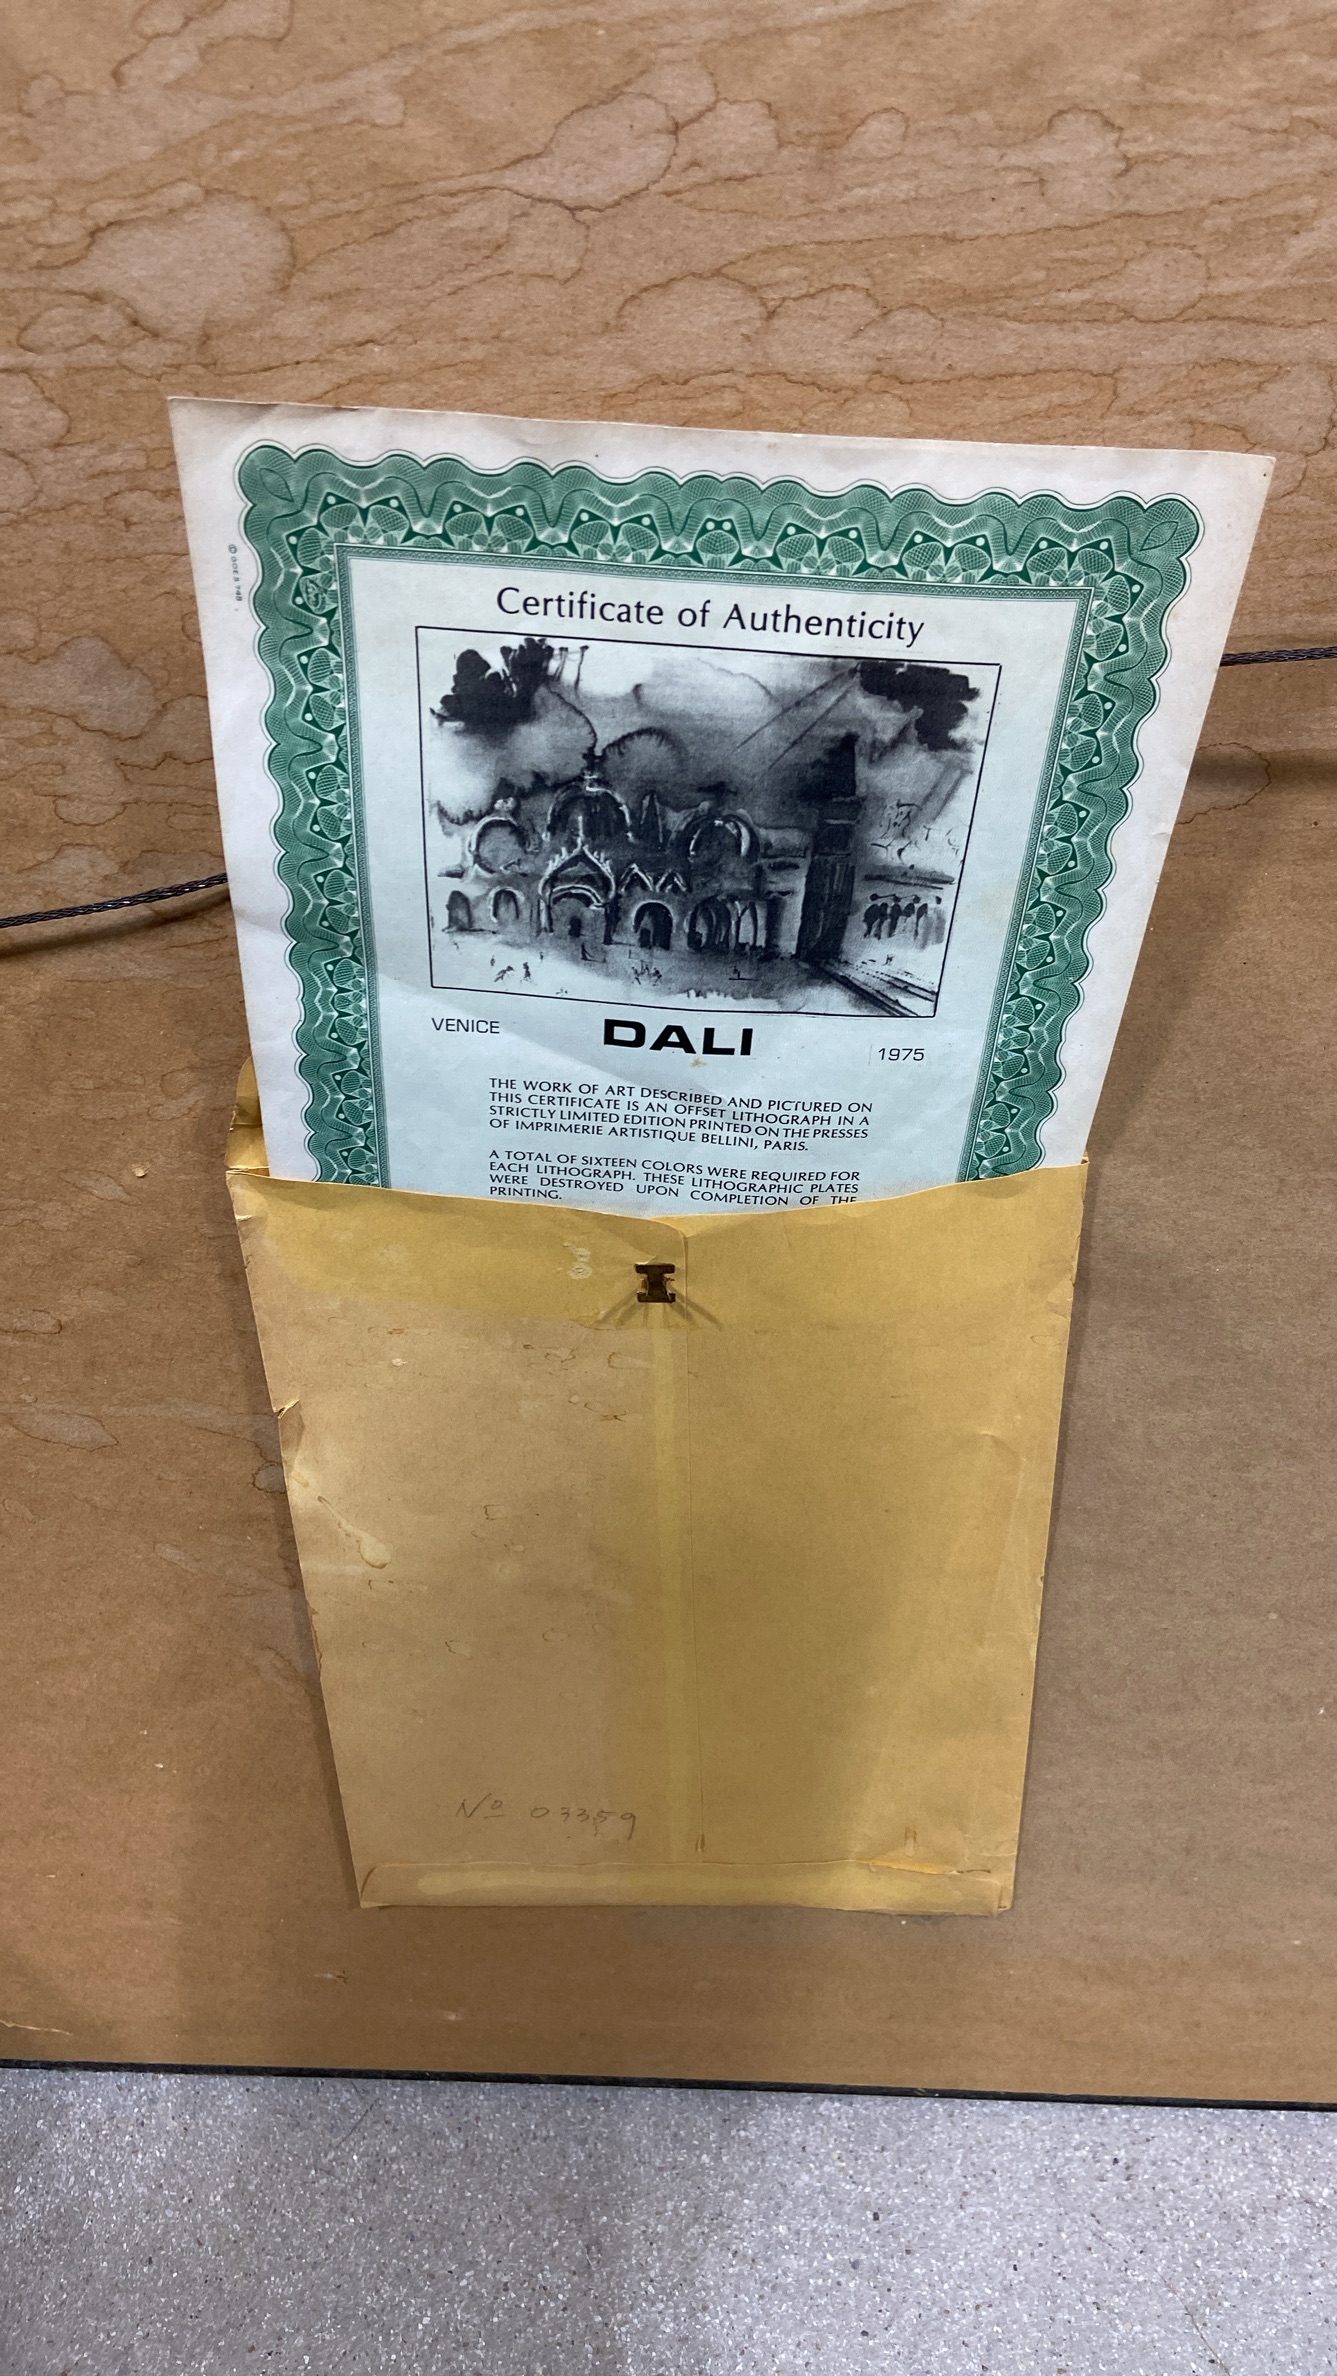 © GOES 748
Certificate of Authenticity
VENICE DALI 1975
THE WORK OF ART DESCRIBED AND PICTURED ON
THIS CERTIFICATE IS AN OFFSET LITHOGRAPH IN A
STRICTLY LIMITED EDITION PRINTED ON THE PRESSES
OF IMPRIMERIE ARTISTIQUE BELLINI, PARIS.
A TOTAL OF SIXTEEN COLORS WERE REQUIRED FOR
EACH LITHOGRAPH. THESE LITHOGRAPHIC PLATES
WERE DESTROYED UPON COMPLETION OF THE
PRINTING.
Nº 03359